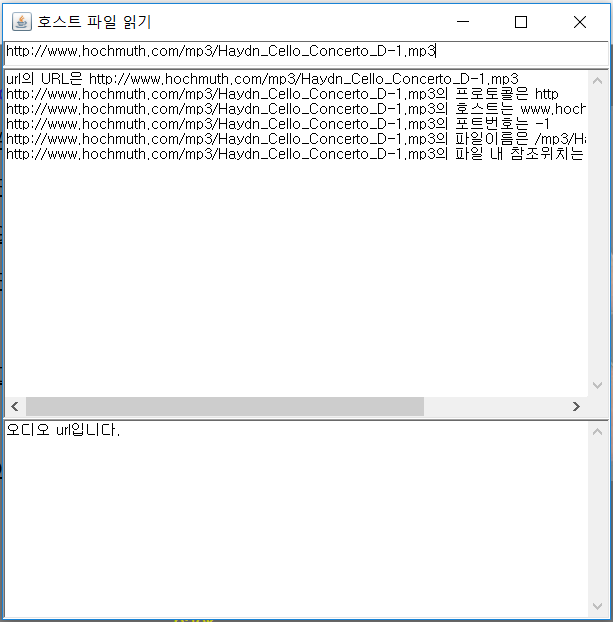 호스트 파일 읽기
http://www.hochmuth.com/mp3/Haydn_Cello_Concerto_D-1.mp3
url의 URL은 http://www.hochmuth.com/mp3/Haydn_Cello_Concerto_D-1.mp3
http://www.hochmuth.com/mp3/Haydn_Cello_Concerto_D-1.mp3의 프로토콜은 http
http://www.hochmuth.com/mp3/Haydn_Cello_Concerto_D-1.mp3의 호스트는 www.hoch
http://www.hochmuth.com/mp3/Haydn_Cello_Concerto_D-1.mp3의 포트번호는 -1
http://www.hochmuth.com/mp3/Haydn_Cello_Concerto_D-1.mp3의 파일이름은 /mp3/Ha
http://www.hochmuth.com/mp3/Haydn_Cello_Concerto_D-1.mp3의 파일 내 참조위치는
오디오 url입니다.